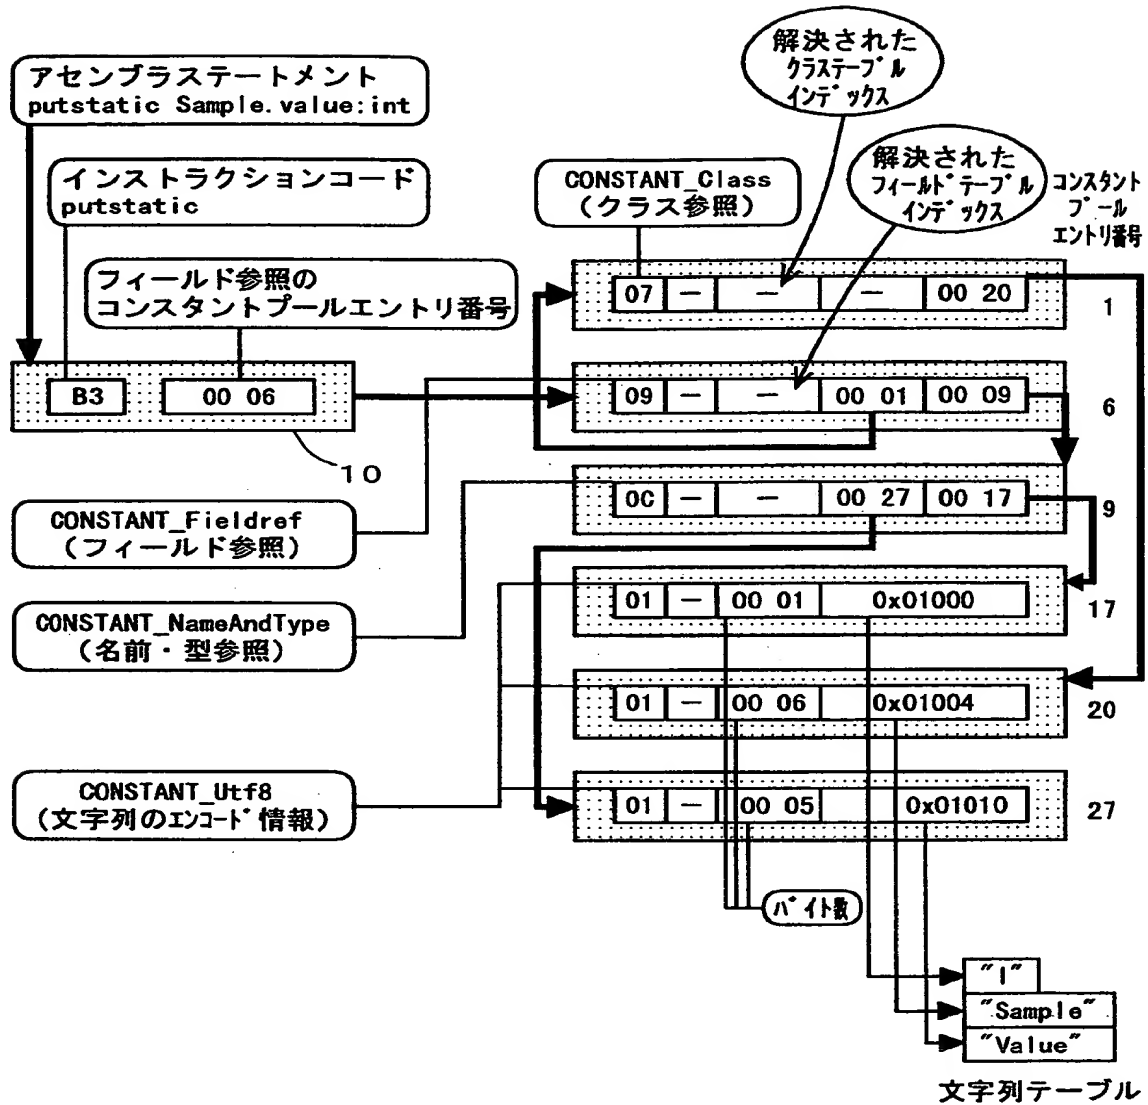 アセンブラステートメント
putstatic Sample.value:int
インストラクションコード
putstatic
フィールド参照の
コンスタントプールエントリ番号
B3
00 06
10
CONSTANT_Fieldref
(フィールド参照)
CONSTANT_NameAndType
(名前・型参照)
CONSTANT_Utf8
(文字列のエンコード情報)
解決された
クラステーブル
インデックス
解決された
フィールドテーブル
インデックス
CONSTANT_Class
(クラス参照)
コンスタント
プール
エントリ番号
07 — — — 00 20
1
09 — — 00 01 00 09
6
0C — — 00 27 00 17
9
01 — 00 01 0x01000
17
01 — 00 06 0x01004
20
01 — 00 05 0x01010
27
バイト数
"I"
"Sample"
"Value"
文字列テーブル